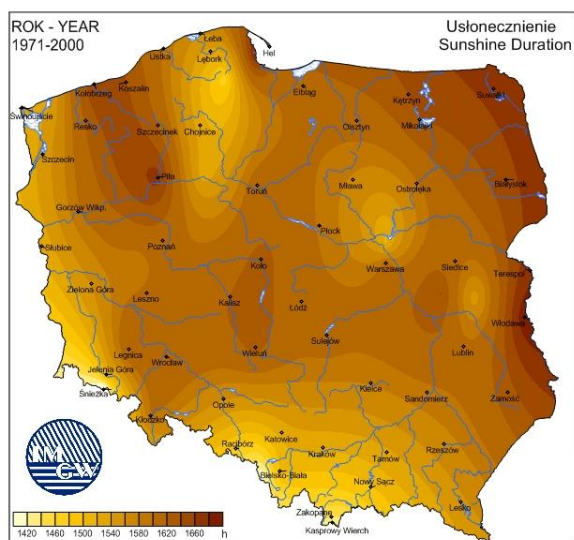 ROK - YEAR
1971-2000
Usłonecznienie
Sunshine Duration
Łeba
Hel
Ustka
Lębork
Koszalin
Kołobrzeg
Elbląg
Kętrzyn
Suwałki
Świnoujście
Resko
Szczecinek
Chojnice
Olsztyn
Mikołajki
Szczecin
Piła
Toruń
Mława
Ostrołęka
Białystok
Gorzów Wlkp.
Płock
Słubice
Poznań
Koło
Warszawa
Siedlce
Terespol
Zielona Góra
Leszno
Kalisz
Łódź
Włodawa
Sulejów
Legnica
Wrocław
Wieluń
Lublin
Jelenia Góra
Śnieżka
Kielce
Sandomierz
Zamość
Opole
Kłodzko
Racibórz
Katowice
Kraków
Tarnów
Rzeszów
Bielsko-Biała
Nowy Sącz
Lesko
Zakopane
Kasprowy Wierch
IM
GW
1420 1460 1500 1540 1580 1620 1660 h